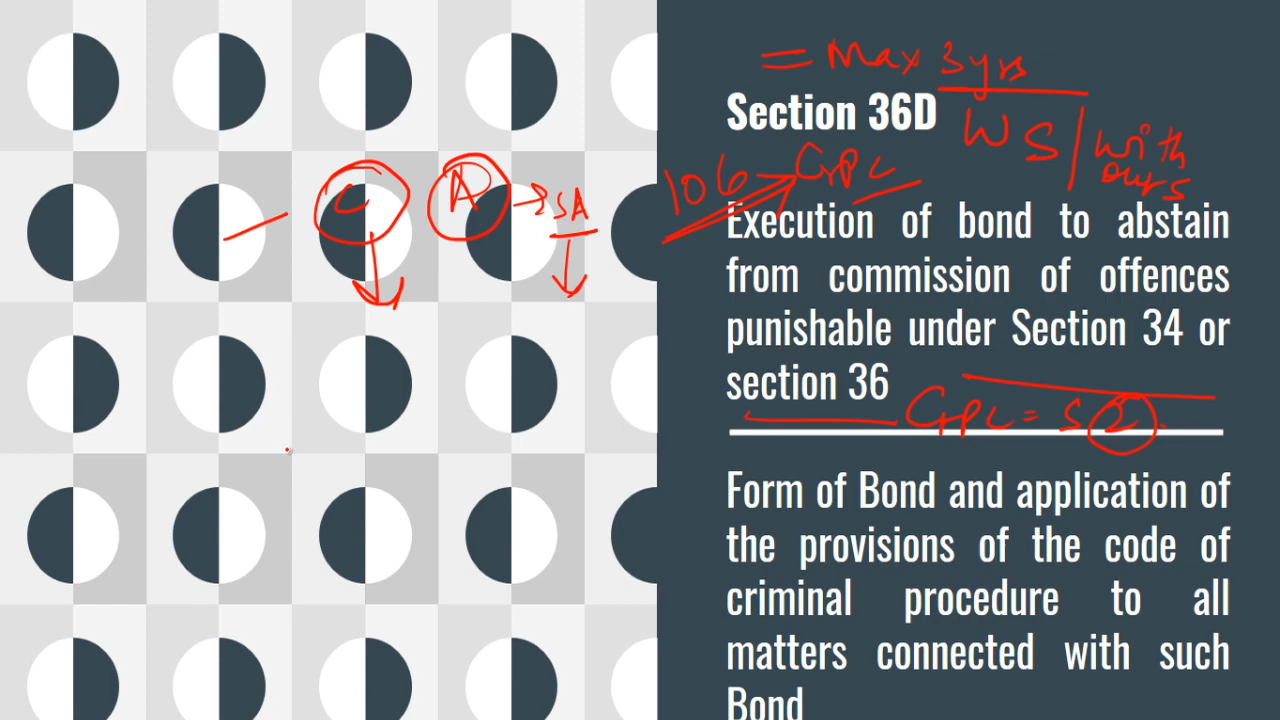 = Max 3 yrs
Section 36D
W S / with
ours
106 - CrPC
C A SA
Execution of bond to abstain
from commission of offences
punishable under Section 34 or
section 36
CrPC = S 2
Form of Bond and application of
the provisions of the code of
criminal procedure to all
matters connected with such
Bond